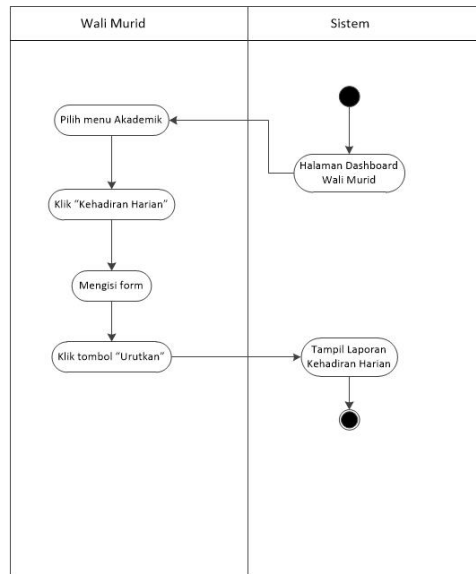 Wali Murid
Sistem
Pilih menu Akademik
Halaman Dashboard
Wali Murid
Klik “Kehadiran Harian”
Mengisi form
Klik tombol “Urutkan”
Tampil Laporan
Kehadiran Harian